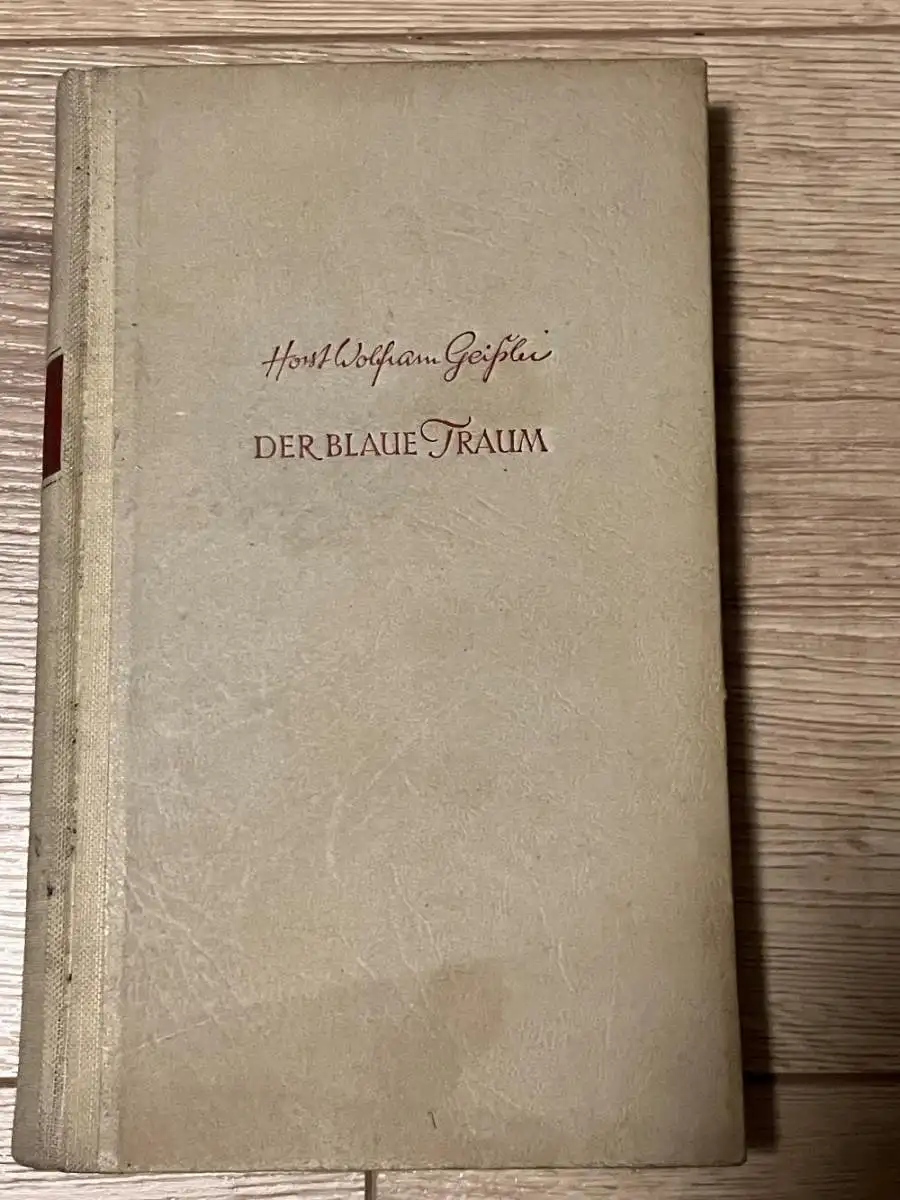 Horst Wolfram Geißler
DER BLAUE TRAUM